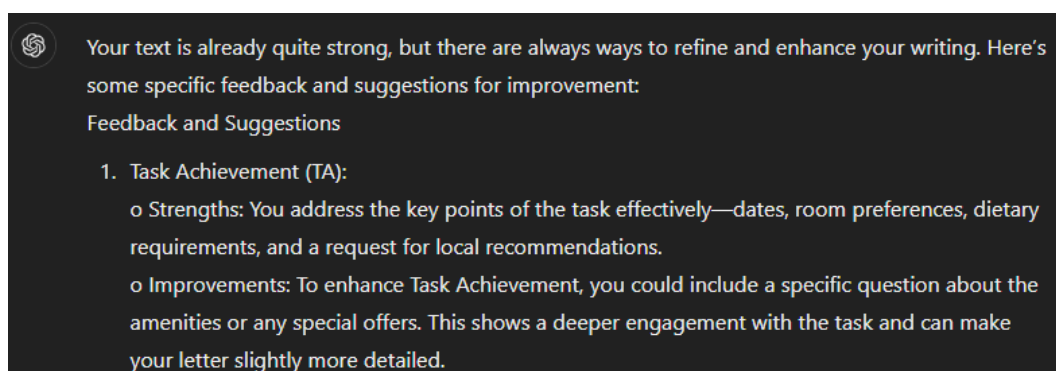 Your text is already quite strong, but there are always ways to refine and enhance your writing. Here's
some specific feedback and suggestions for improvement:
Feedback and Suggestions
1. Task Achievement (TA):
o Strengths: You address the key points of the task effectively—dates, room preferences, dietary
requirements, and a request for local recommendations.
o Improvements: To enhance Task Achievement, you could include a specific question about the
amenities or any special offers. This shows a deeper engagement with the task and can make
your letter slightly more detailed.